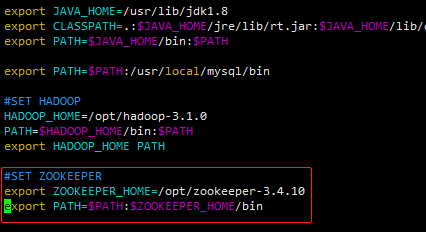 export JAVA_HOME=/usr/lib/jdk1.8
export CLASSPATH=.:$JAVA_HOME/jre/lib/rt.jar:$JAVA_HOME/lib/
export PATH=$JAVA_HOME/bin:$PATH
export PATH=$PATH:/usr/local/mysql/bin
#SET HADOOP
HADOOP_HOME=/opt/hadoop-3.1.0
PATH=$HADOOP_HOME/bin:$PATH
export HADOOP_HOME PATH
#SET ZOOKEEPER
export ZOOKEEPER_HOME=/opt/zookeeper-3.4.10
export PATH=$PATH:$ZOOKEEPER_HOME/bin